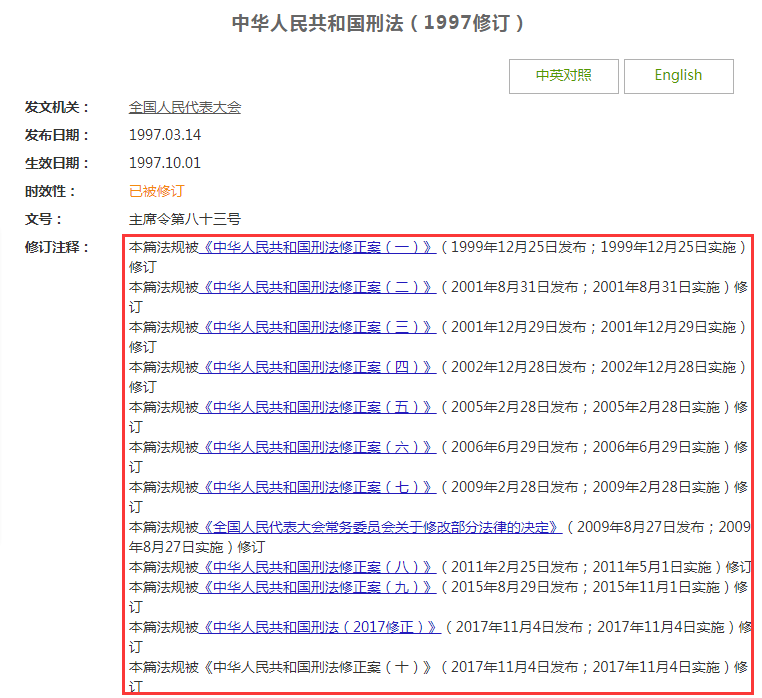 中华人民共和国刑法（1997修订）
中英对照 English
发文机关： 全国人民代表大会
发布日期： 1997.03.14
生效日期： 1997.10.01
时效性： 已被修订
文号： 主席令第八十三号
修订注释： 本篇法规被《中华人民共和国刑法修正案（一）》（1999年12月25日发布；1999年12月25日实施）
修订
本篇法规被《中华人民共和国刑法修正案（二）》（2001年8月31日发布；2001年8月31日实施）修
订
本篇法规被《中华人民共和国刑法修正案（三）》（2001年12月29日发布；2001年12月29日实施）
修订
本篇法规被《中华人民共和国刑法修正案（四）》（2002年12月28日发布；2002年12月28日实施）
修订
本篇法规被《中华人民共和国刑法修正案（五）》（2005年2月28日发布；2005年2月28日实施）修
订
本篇法规被《中华人民共和国刑法修正案（六）》（2006年6月29日发布；2006年6月29日实施）修
订
本篇法规被《中华人民共和国刑法修正案（七）》（2009年2月28日发布；2009年2月28日实施）修
订
本篇法规被《全国人民代表大会常务委员会关于修改部分法律的决定》（2009年8月27日发布；2009
年8月27日实施）修订
本篇法规被《中华人民共和国刑法修正案（八）》（2011年2月25日发布；2011年5月1日实施）修订
本篇法规被《中华人民共和国刑法修正案（九）》（2015年8月29日发布；2015年11月1日实施）修
订
本篇法规被《中华人民共和国刑法（2017修正）》（2017年11月4日发布；2017年11月4日实施）修
订
本篇法规被《中华人民共和国刑法修正案（十）》（2017年11月4日发布；2017年11月4日实施）修
订